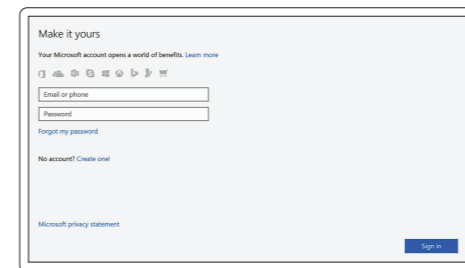 Make it yours
Your Microsoft account opens a world of benefits. Learn more
Email or phone
Password
Forgot my password
No account? Create one!
Microsoft privacy statement
Sign in